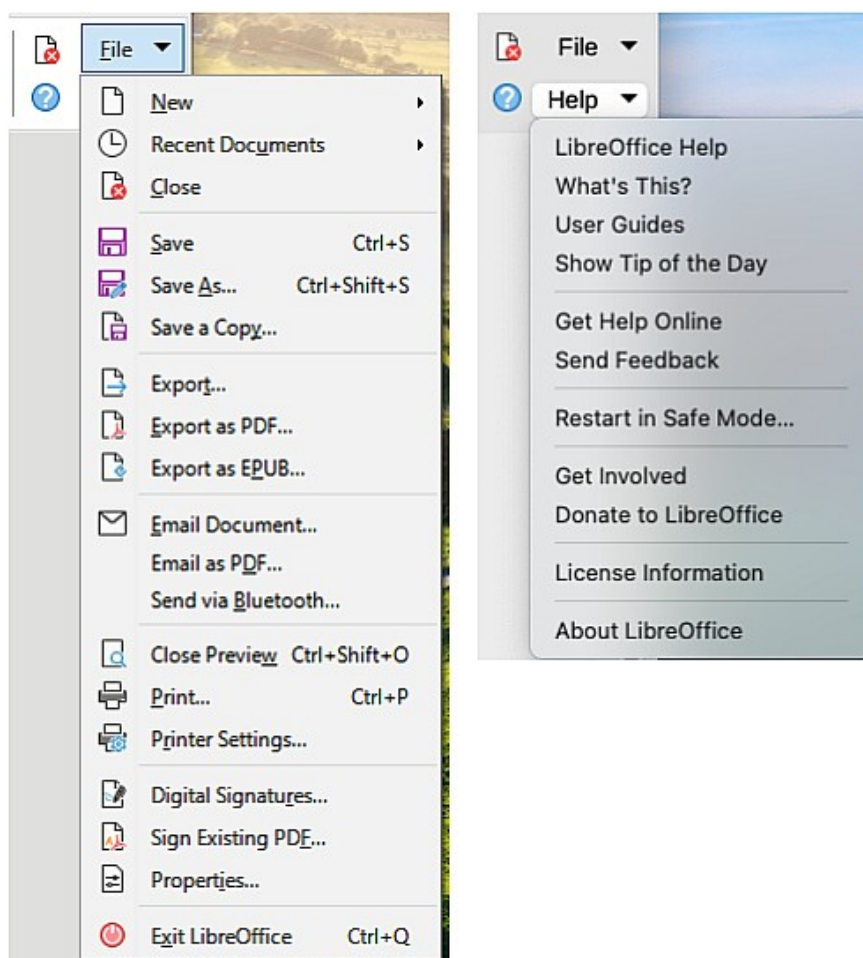 File
New
Recent Documents
Close
Save Ctrl+S
Save As... Ctrl+Shift+S
Save a Copy...
Export...
Export as PDF...
Export as EPUB...
Email Document...
Email as PDF...
Send via Bluetooth...
Close Preview Ctrl+Shift+O
Print... Ctrl+P
Printer Settings...
Digital Signatures...
Sign Existing PDF...
Properties...
Exit LibreOffice Ctrl+Q
File
Help
LibreOffice Help
What's This?
User Guides
Show Tip of the Day
Get Help Online
Send Feedback
Restart in Safe Mode...
Get Involved
Donate to LibreOffice
License Information
About LibreOffice